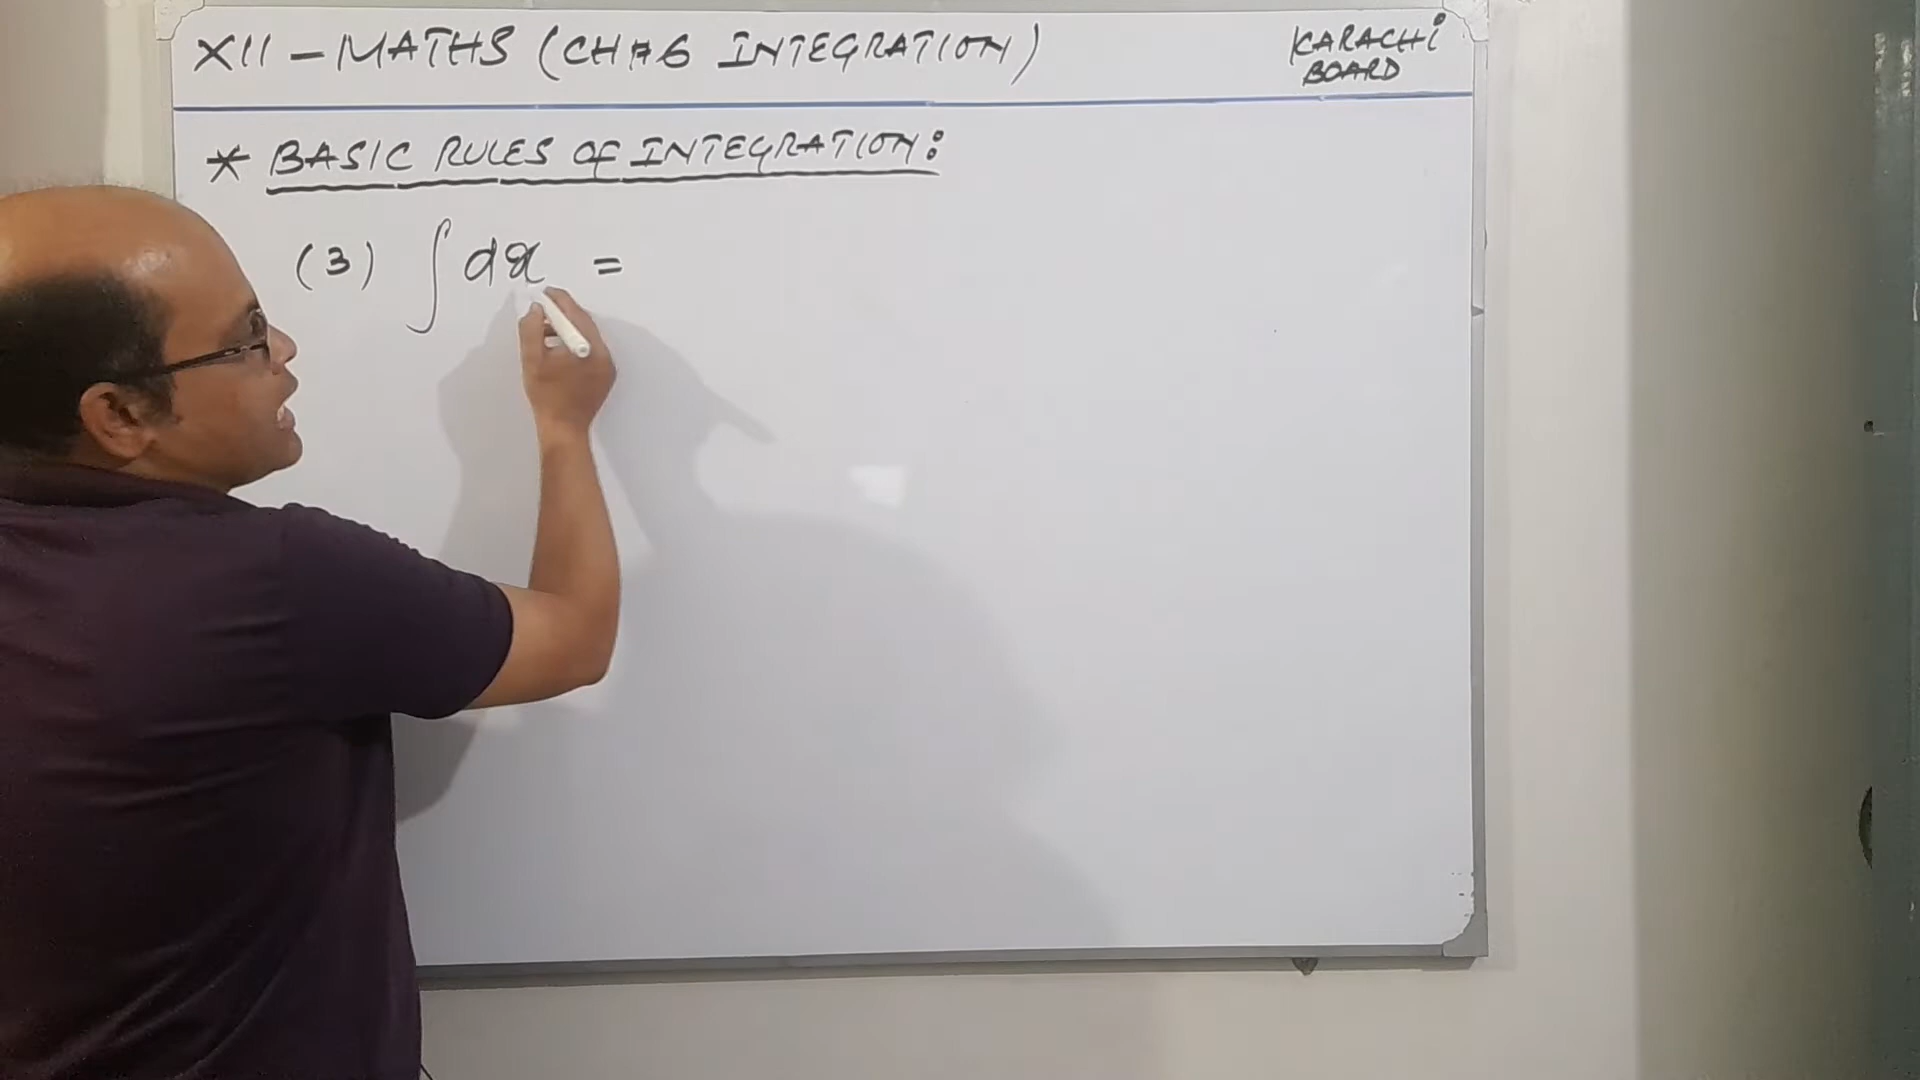 XII - MATHS (CH#6 INTEGRATION)
KARACHI
BOARD
* BASIC RULES OF INTEGRATION:
(3) ∫ dx =